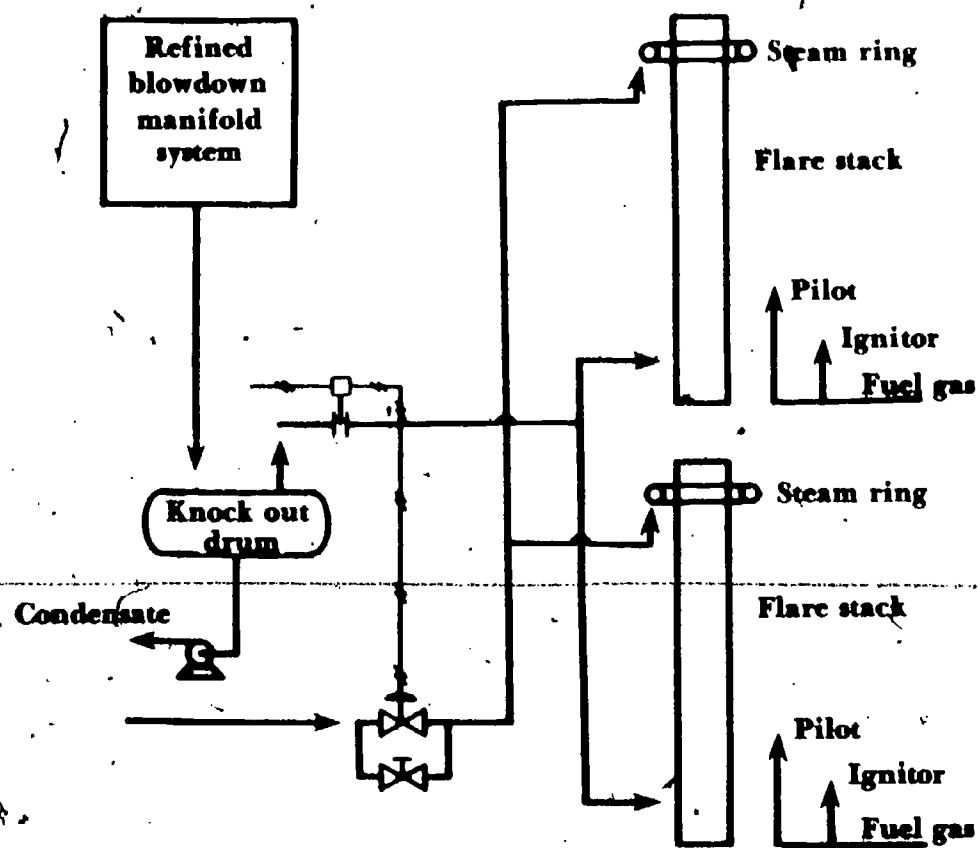 Refined
blowdown
manifold
system
Steam ring
Flare stack
Pilot
Ignitor
Fuel gas
Knock out
drum
Steam ring
Condensate
Flare stack
Pilot
Ignitor
Fuel gas